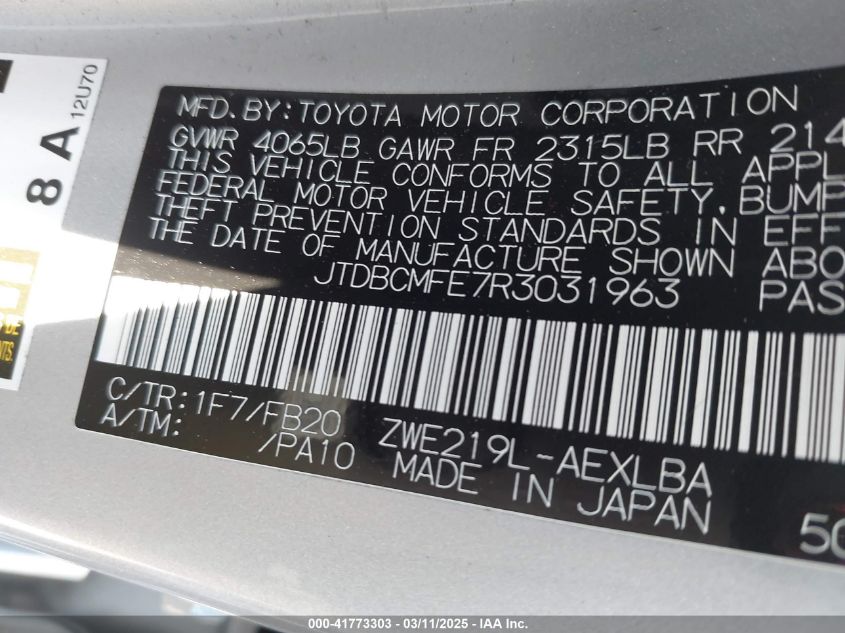 8 A
12U70
DE
NTS.
MFD. BY: TOYOTA MOTOR CORPORATION
GVWR 4065LB GAWR FR 2315LB RR 214
THIS VEHICLE CONFORMS TO ALL APPL
FEDERAL MOTOR VEHICLE SAFETY, BUMP
THEFT PREVENTION STANDARDS IN EFF
THE DATE OF MANUFACTURE SHOWN ABO
JTDBCMFE7R3031963 PAS
C/TR: 1F7/FB20 ZWE219L-AEXLBA
A/TM: /PA10 MADE IN JAPAN
50
000-41773303 - 03/11/2025 - IAA Inc.